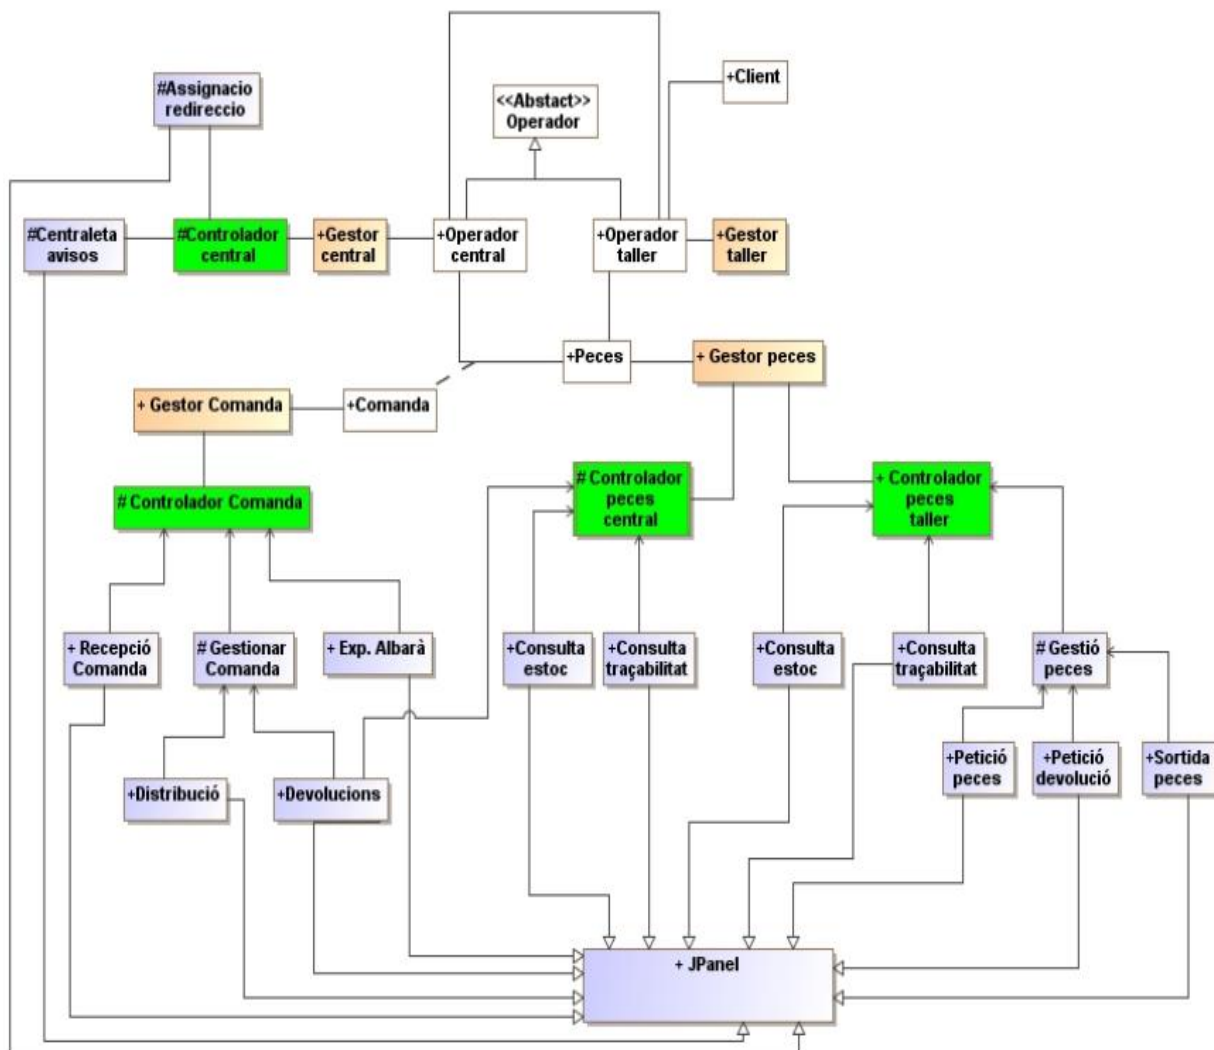 +Client
#Assignacio
redireccio
<<Abstact>>
Operador
#Centraleta
avisos
#Controlador
central
+Gestor
central
+Operador
central
+Operador
taller
+Gestor
taller
+Peces
+ Gestor peces
+ Gestor Comanda
+Comanda
# Controlador Comanda
# Controlador
peces
central
+ Controlador
peces
taller
+ Recepció
Comanda
# Gestionar
Comanda
+ Exp. Albarà
+Consulta
estoc
+Consulta
traçabilitat
+Consulta
estoc
+Consulta
traçabilitat
# Gestió
peces
+Distribució
+Devolucions
+Petició
peces
+Petició
devolució
+Sortida
peces
+ JPanel